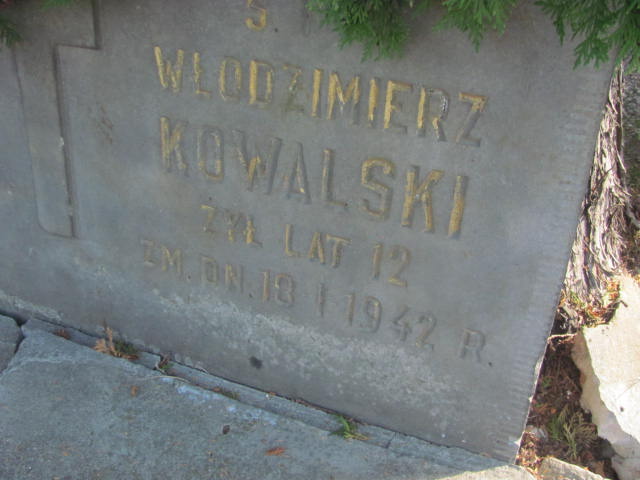 Ś
WŁODZIMIERZ
KOWALSKI
ŻYŁ LAT 12
ZM. DN. 18 I 1942 R.